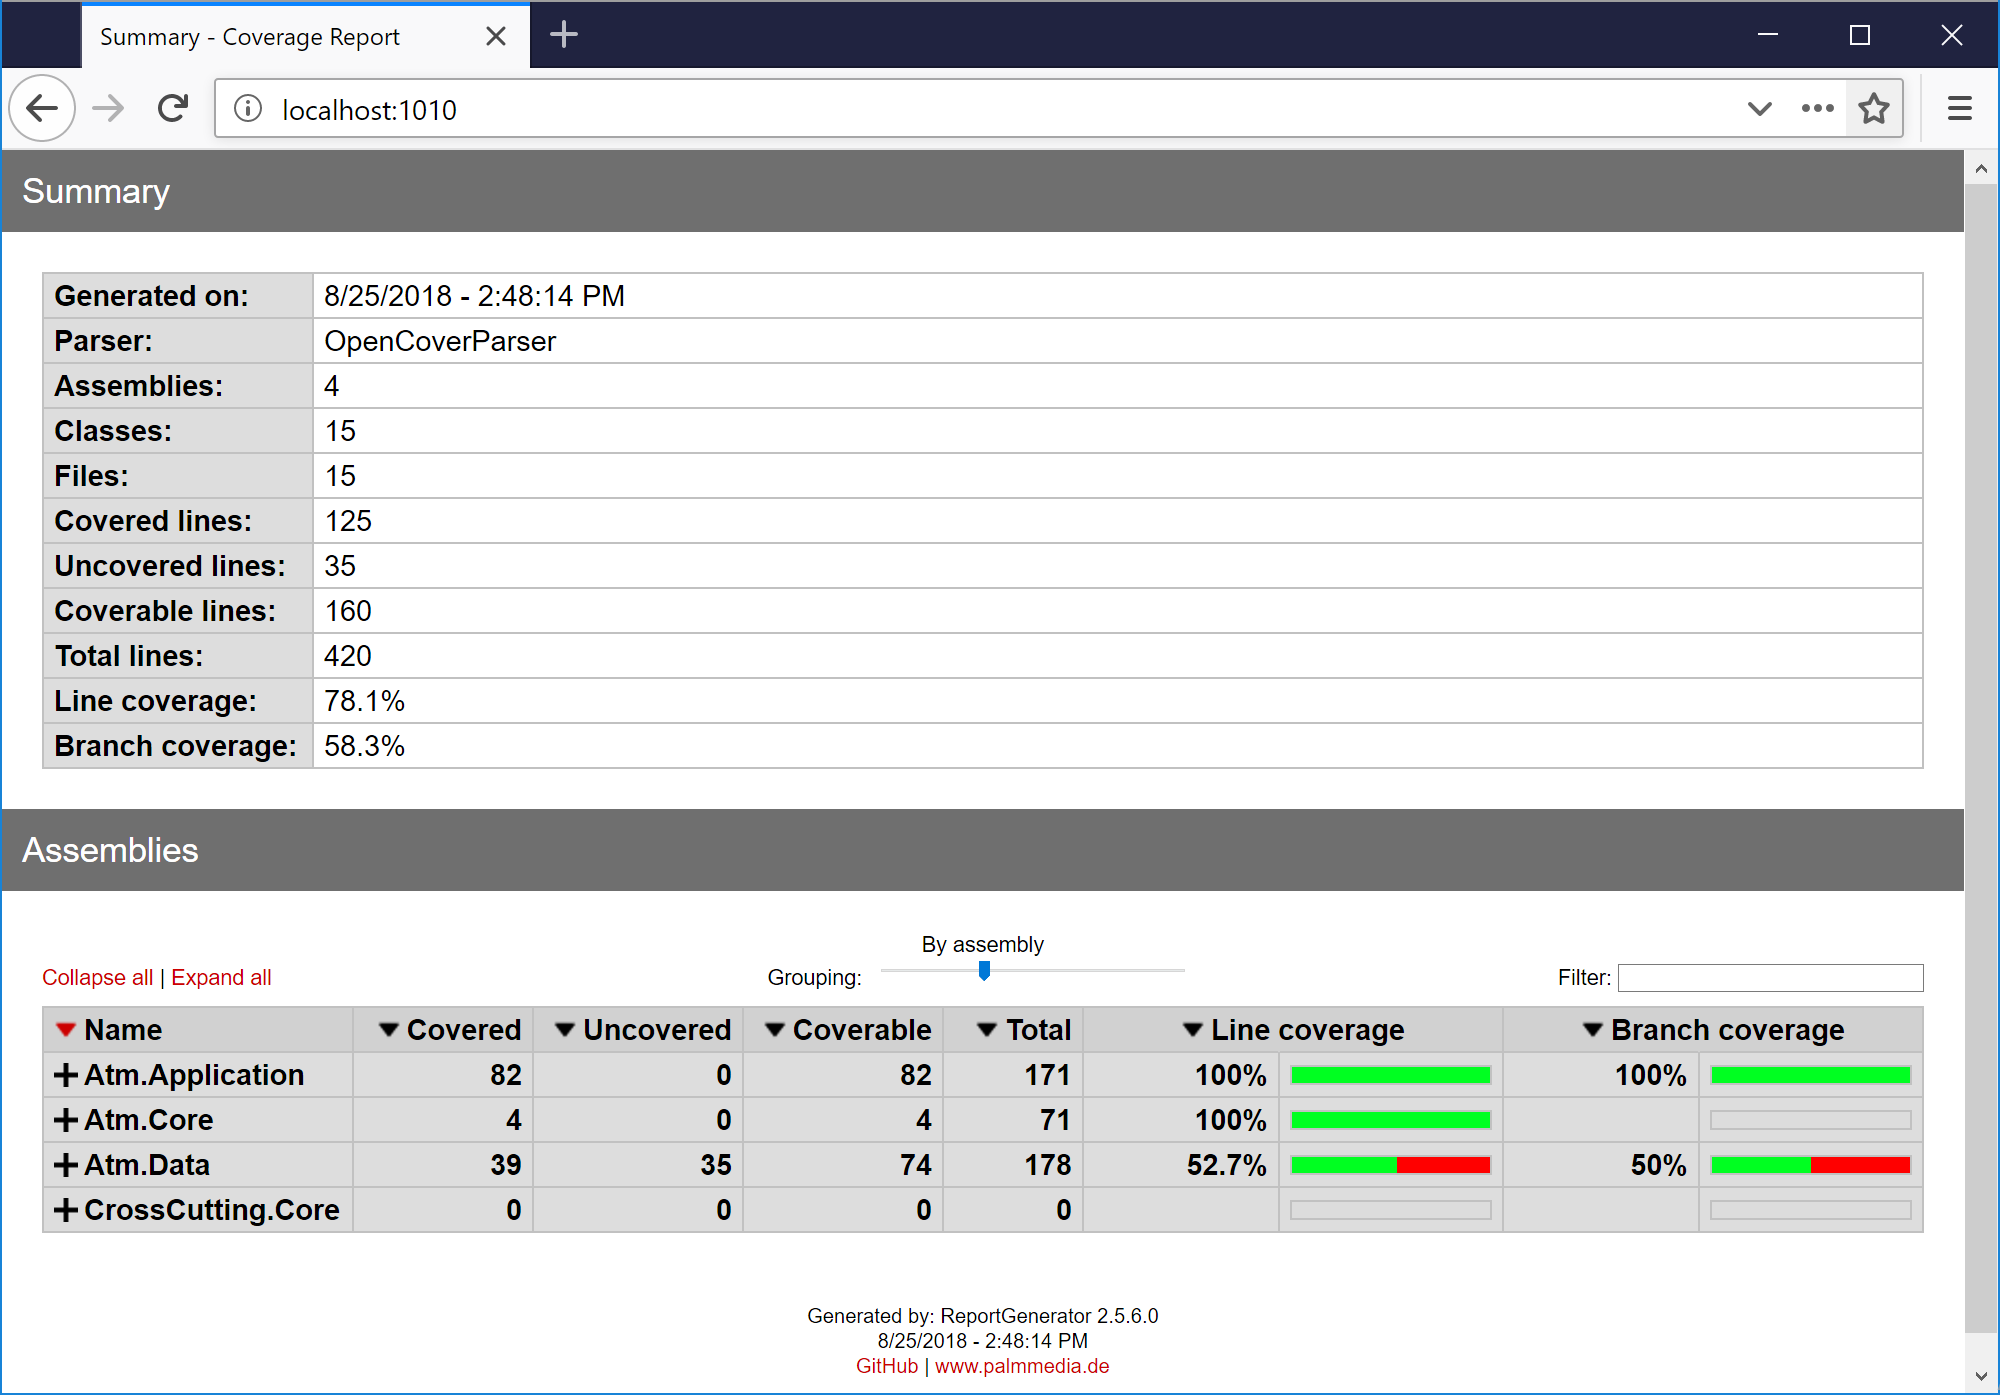 Summary - Coverage Report
localhost:1010
Summary
Generated on: 8/25/2018 - 2:48:14 PM
Parser: OpenCoverParser
Assemblies: 4
Classes: 15
Files: 15
Covered lines: 125
Uncovered lines: 35
Coverable lines: 160
Total lines: 420
Line coverage: 78.1%
Branch coverage: 58.3%
Assemblies
By assembly
Collapse all | Expand all Grouping: Filter:
Name Covered Uncovered Coverable Total Line coverage Branch coverage
Atm.Application 82 0 82 171 100% 100%
Atm.Core 4 0 4 71 100%
Atm.Data 39 35 74 178 52.7% 50%
CrossCutting.Core 0 0 0 0
Generated by: ReportGenerator 2.5.6.0
8/25/2018 - 2:48:14 PM
GitHub | www.palmmedia.de